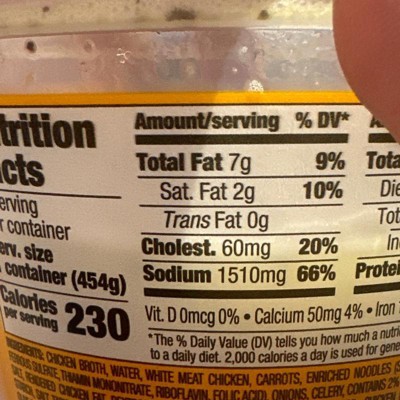 trition
cts
erving
container
erv. size
container (454g)
Calories
per serving 230
Amount/serving % DV*
Total Fat 7g 9%
Sat. Fat 2g 10%
Trans Fat 0g
Cholest. 60mg 20%
Sodium 1510mg 66%
Tota
Die
Tot
In
Protei
Vit. D 0mcg 0% • Calcium 50mg 4% • Iron
*The % Daily Value (DV) tells you how much a nutri
to a daily diet. 2,000 calories a day is used for gene
INGREDIENTS: CHICKEN BROTH, WATER, WHITE MEAT CHICKEN, CARROTS, ENRICHED NOODLES
FERROUS SULFATE, THIAMIN MONONITRATE, RIBOFLAVIN, FOLIC ACID), ONIONS, CELERY, CONTAINS 2%